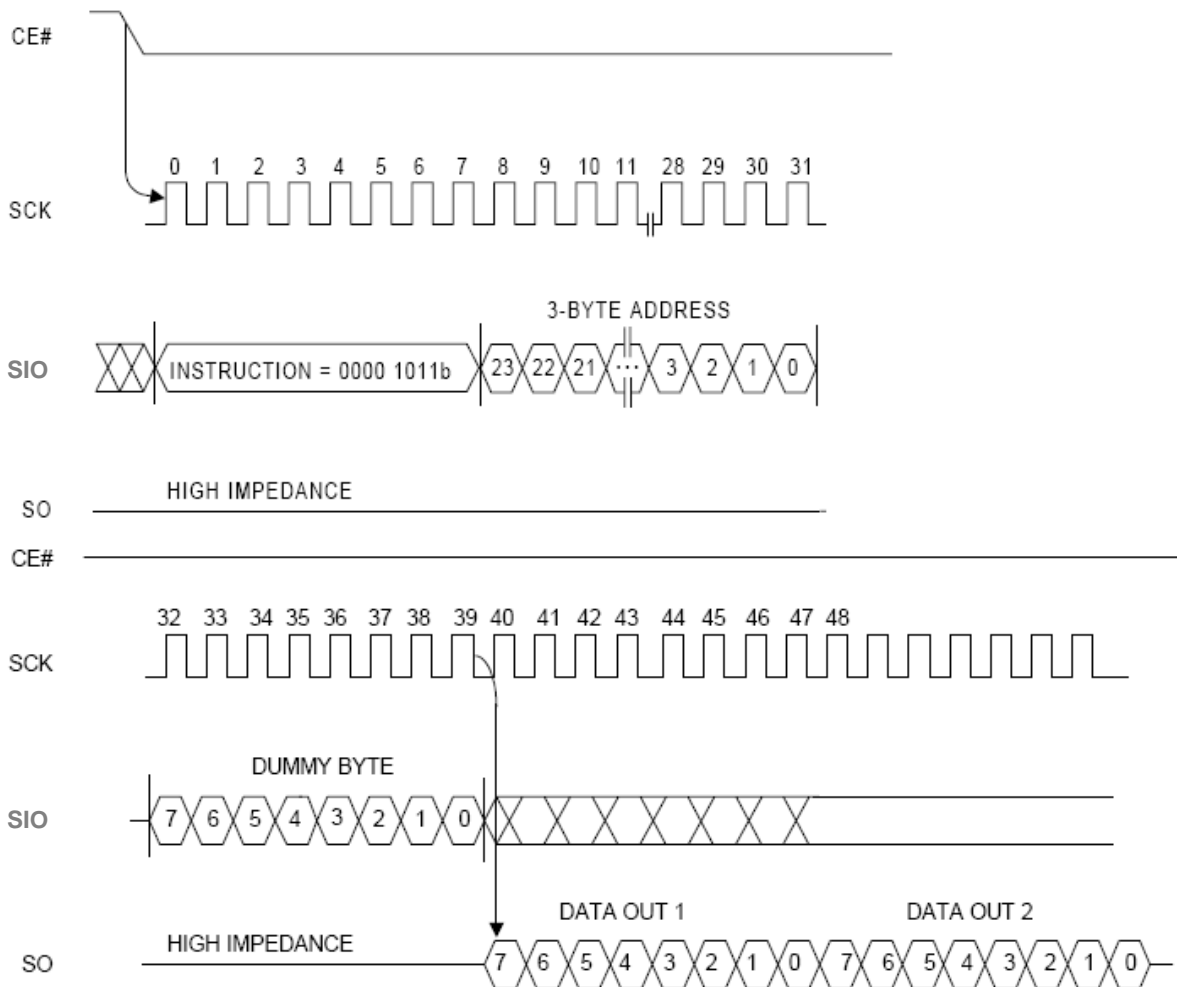 CE#
0 1 2 3 4 5 6 7 8 9 10 11 28 29 30 31
SCK
3-BYTE ADDRESS
SIO INSTRUCTION = 0000 1011b 23 22 21 ... 3 2 1 0
HIGH IMPEDANCE
SO
CE#
32 33 34 35 36 37 38 39 40 41 42 43 44 45 46 47 48
SCK
DUMMY BYTE
SIO 7 6 5 4 3 2 1 0
DATA OUT 1 DATA OUT 2
HIGH IMPEDANCE
SO 7 6 5 4 3 2 1 0 7 6 5 4 3 2 1 0